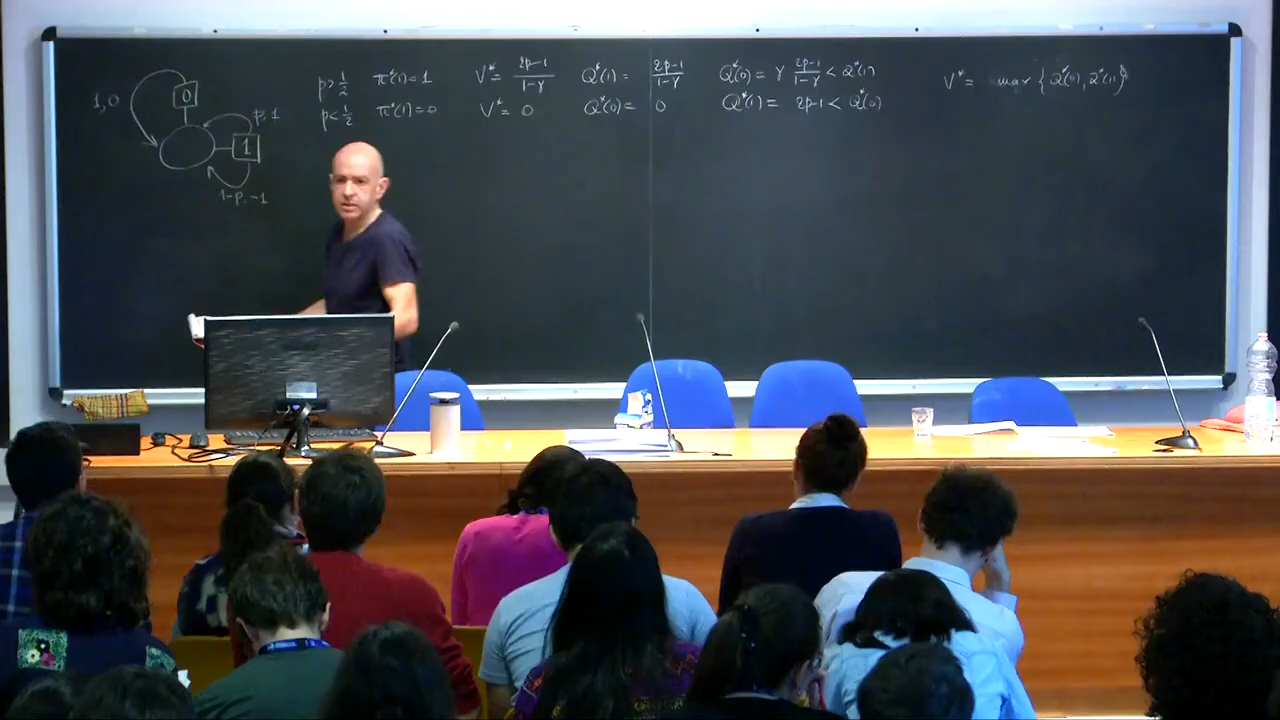 1,0
0
p, 1
1
1-p, -1
p > 1/2 π*(1) = 1 V* = (2p-1)/(1-γ) Q*(1) = (2p-1)/(1-γ) Q*(0) = γ (2p-1)/(1-γ) < Q*(1)
p < 1/2 π*(1) = 0 V* = 0 Q*(0) = 0 Q*(1) = 2p-1 < Q*(0)
V* = max { Q*(0), Q*(1) }